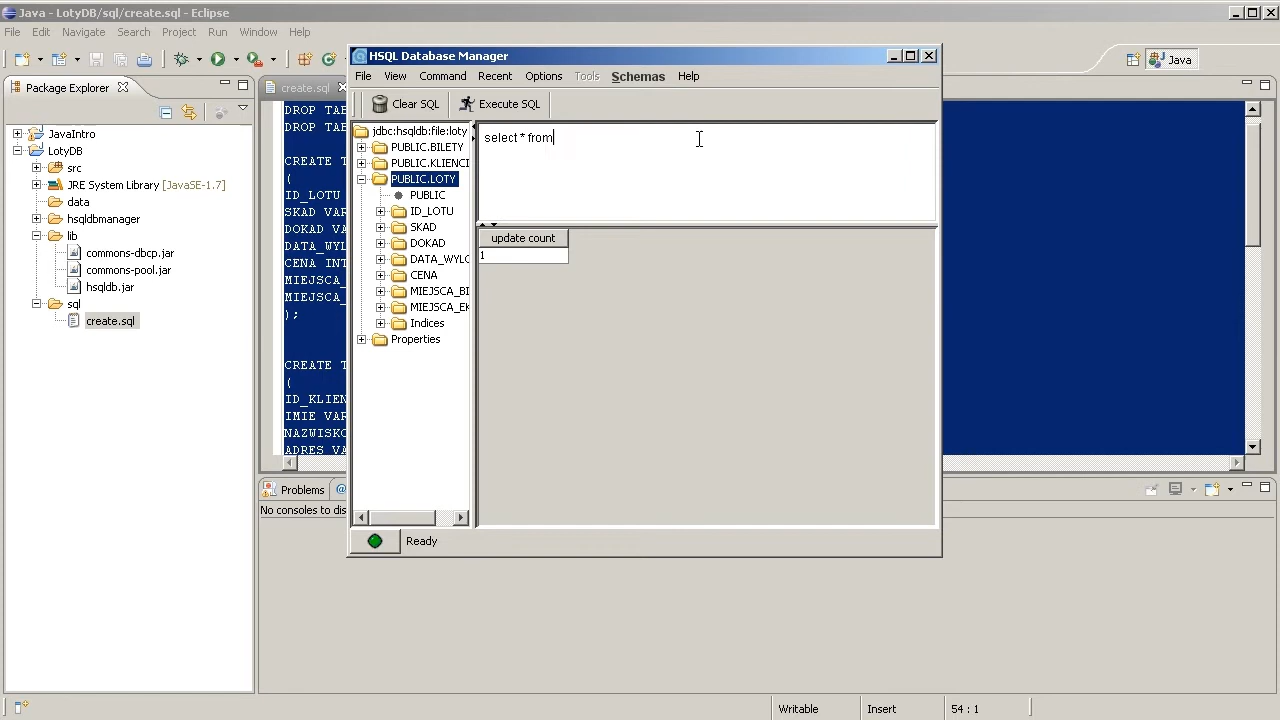 Java - LotyDB/sql/create.sql - Eclipse
File Edit Navigate Search Project Run Window Help
Java
Package Explorer
JavaIntro
LotyDB
src
JRE System Library [JavaSE-1.7]
data
hsqldbmanager
lib
commons-dbcp.jar
commons-pool.jar
hsqldb.jar
sql
create.sql
create.sql
DROP TAB
DROP TAB
CREATE T
(
ID_LOTU
SKAD VAR
DOKAD VA
DATA_WYL
CENA INT
MIEJSCA_
MIEJSCA_
);
CREATE T
(
ID_KLIEN
IMIE VAR
NAZWISKO
ADRES VA
HSQL Database Manager
File View Command Recent Options Tools Schemas Help
Clear SQL Execute SQL
jdbc:hsqldb:file:loty
PUBLIC.BILETY
PUBLIC.KLIENCI
PUBLIC.LOTY
PUBLIC
ID_LOTU
SKAD
DOKAD
DATA_WYLO
CENA
MIEJSCA_BI
MIEJSCA_EK
Indices
Properties
select * from
update count
1
Ready
Problems @
No consoles to dis
Writable Insert 54 : 1